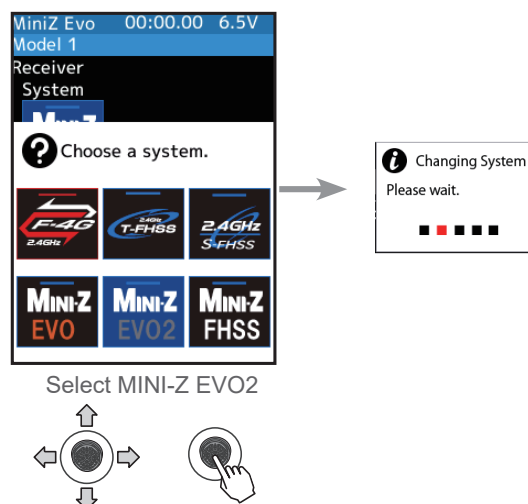 MiniZ Evo 00:00.00 6.5V
Model 1
Receiver
System
MINI-Z
? Choose a system.
F-4G 2.4GHz
2.4GHz T-FHSS
2.4GHz S-FHSS
MINI-Z EVO
MINI-Z EVO2
MINI-Z FHSS
i Changing System
Please wait.
Select MINI-Z EVO2